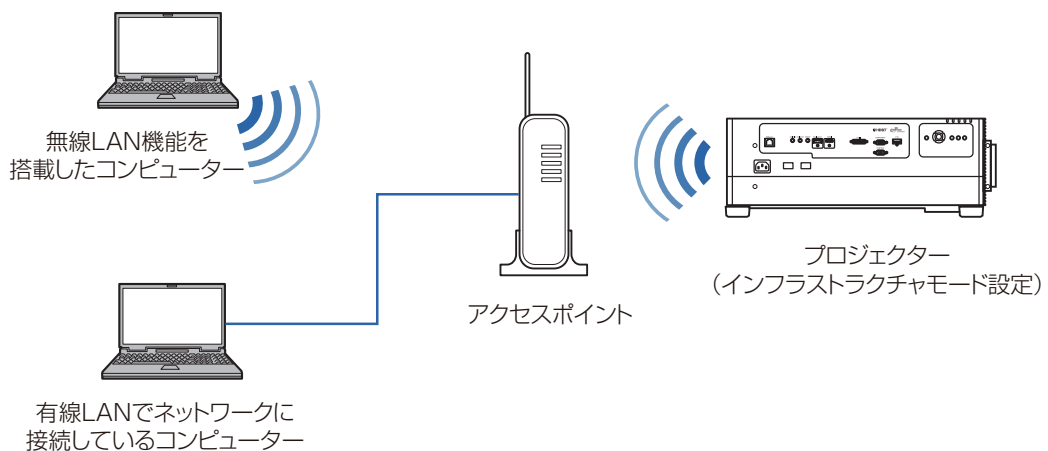 無線LAN機能を
搭載したコンピューター
アクセスポイント
プロジェクター
（インフラストラクチャモード設定）
有線LANでネットワークに
接続しているコンピューター